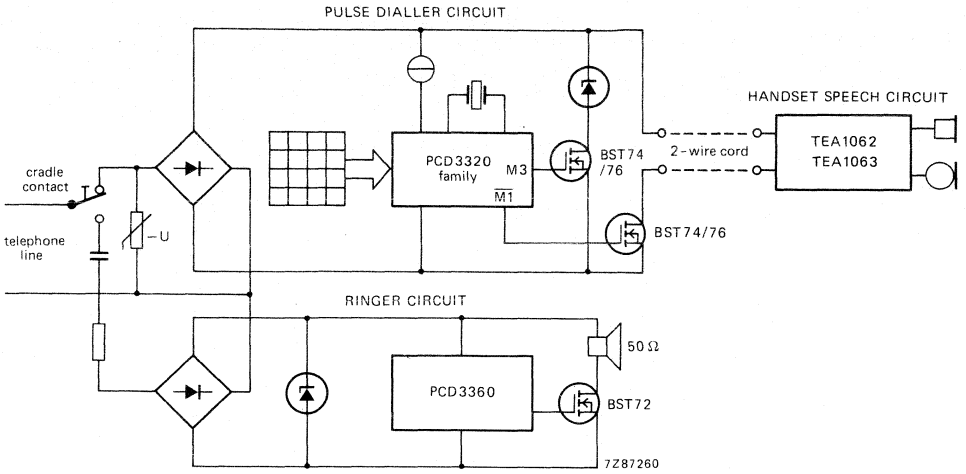 PULSE DIALLER CIRCUIT
HANDSET SPEECH CIRCUIT
TEA1062
TEA1063
2-wire cord
PCD3320
family
M3
M1
BST74
/76
BST74/76
cradle
contact
telephone
line
-U
RINGER CIRCUIT
PCD3360
50 Ω
BST72
7Z87260